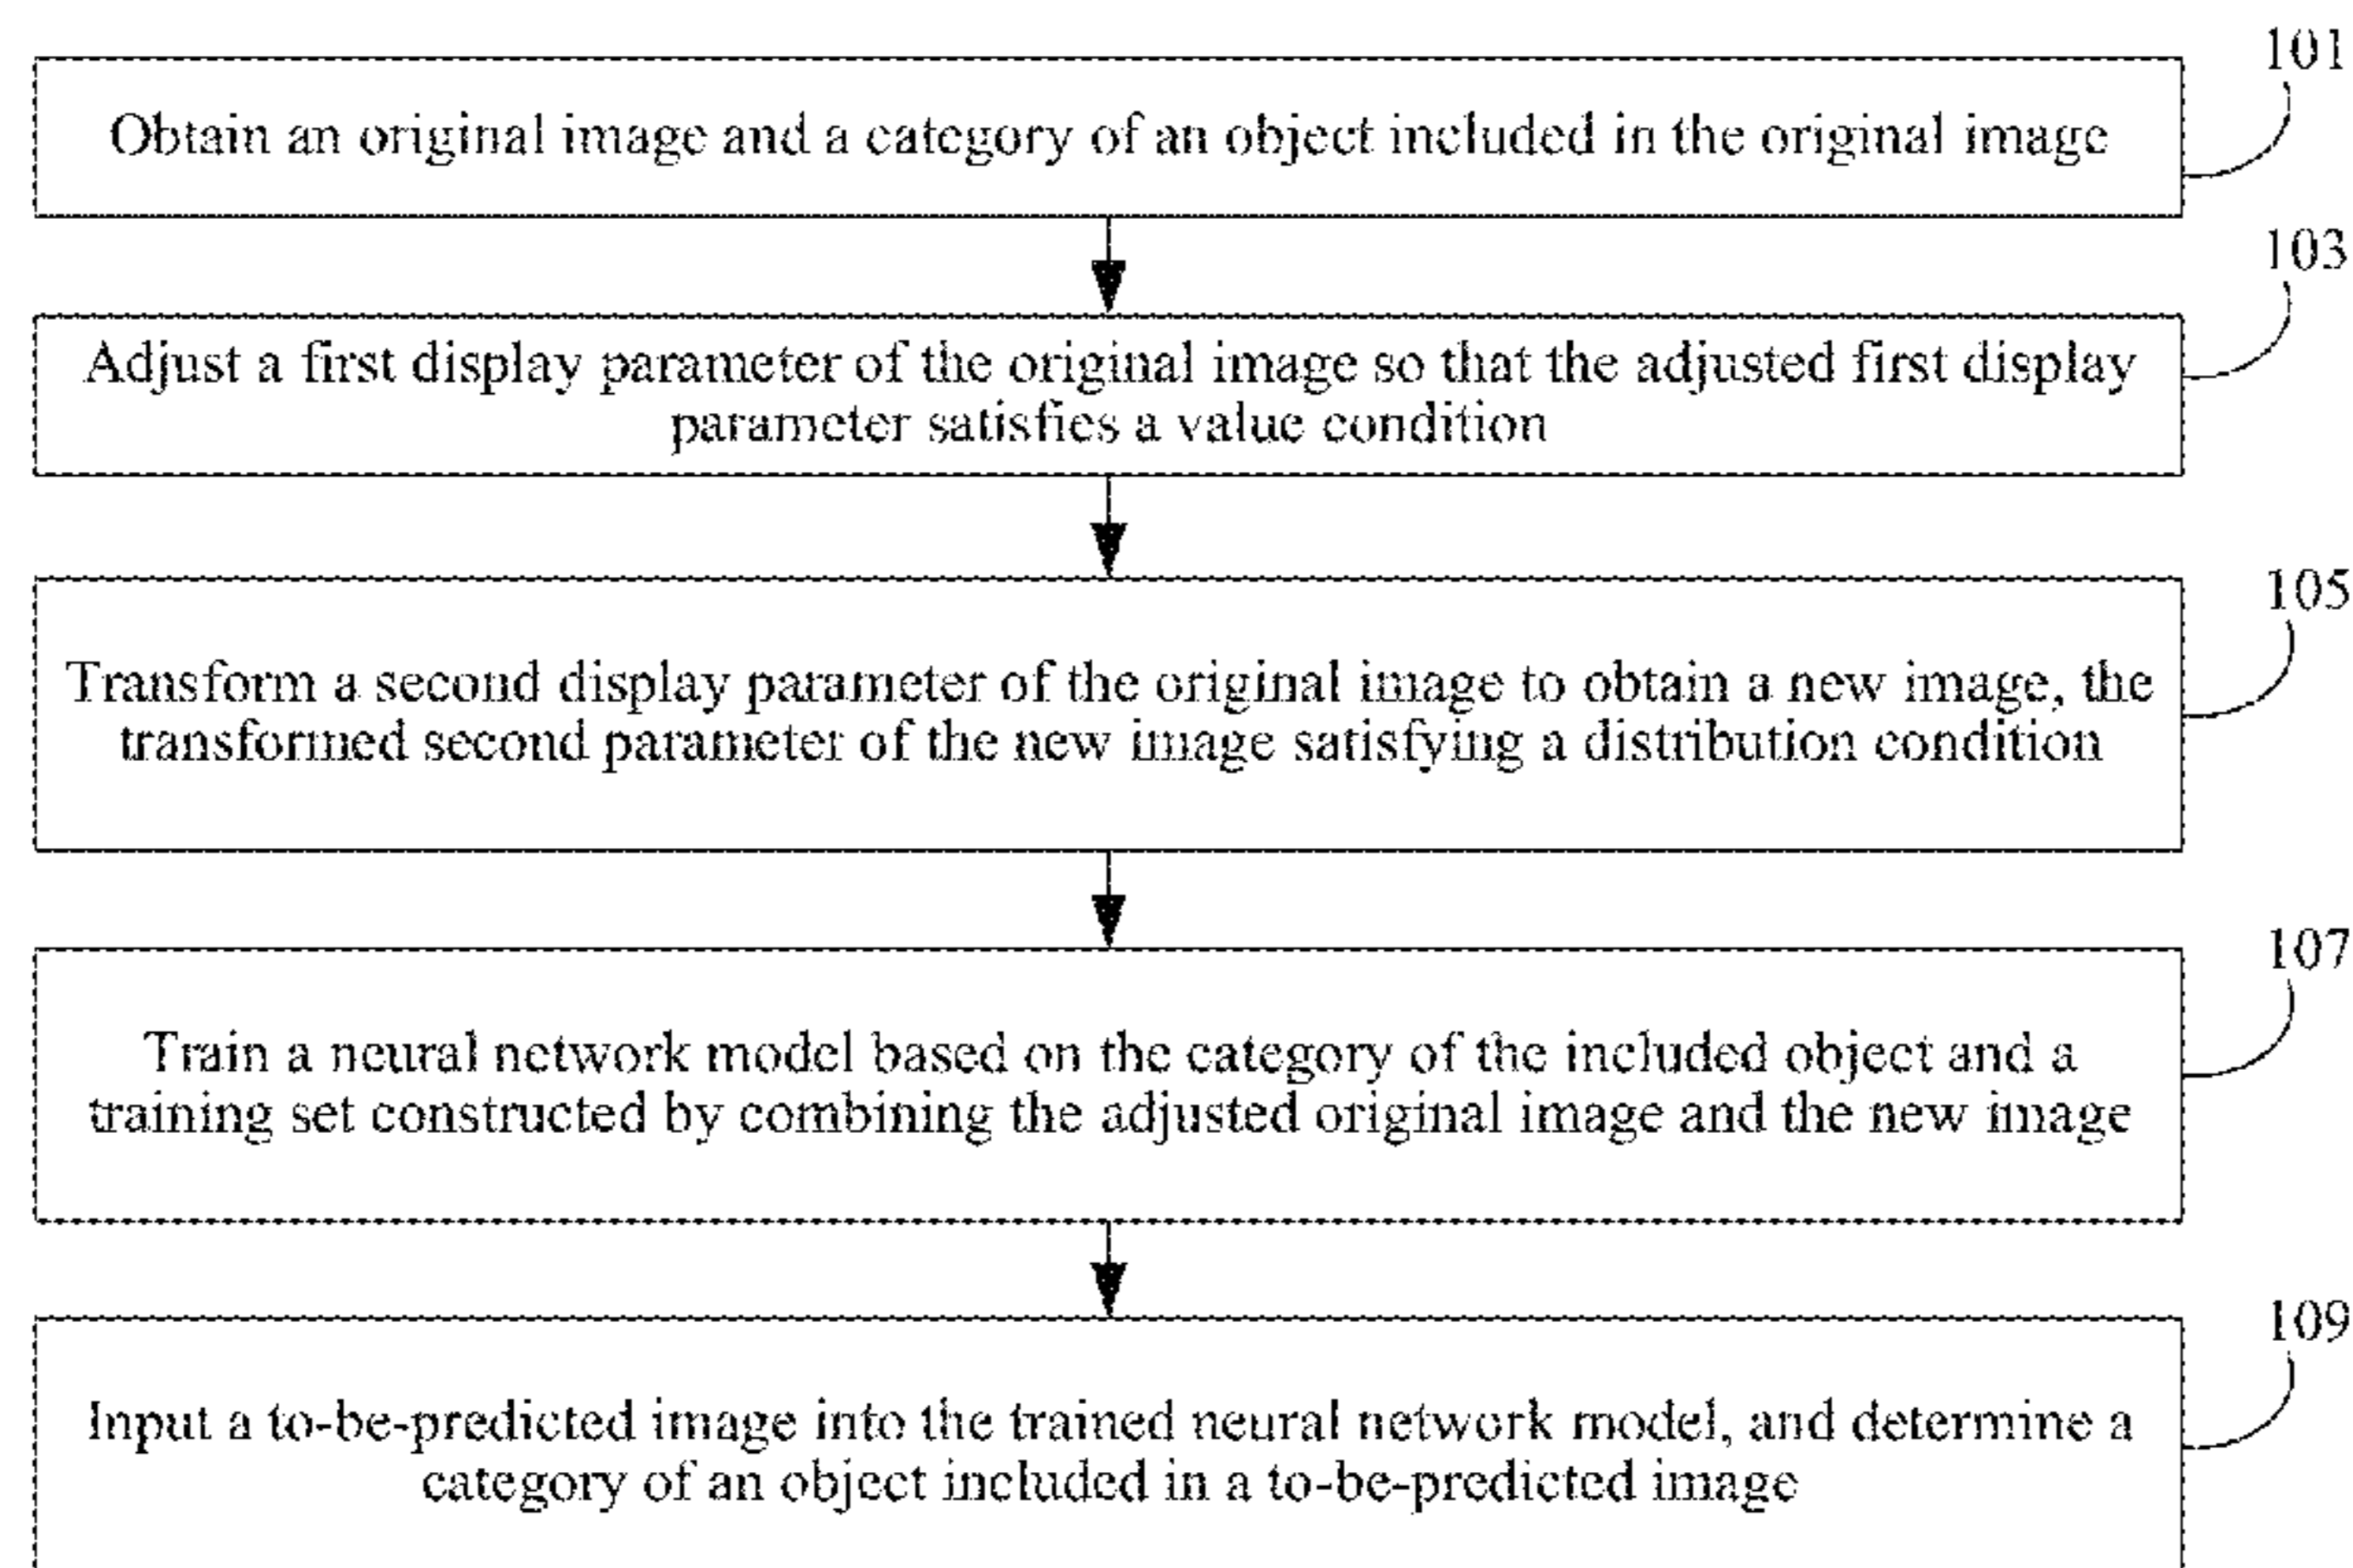 101
Obtain an original image and a category of an object included in the original image
103
Adjust a first display parameter of the original image so that the adjusted first display
parameter satisfies a value condition
105
Transform a second display parameter of the original image to obtain a new image, the
transformed second parameter of the new image satisfying a distribution condition
107
Train a neural network model based on the category of the included object and a
training set constructed by combining the adjusted original image and the new image
109
Input a to-be-predicted image into the trained neural network model, and determine a
category of an object included in a to-be-predicted image